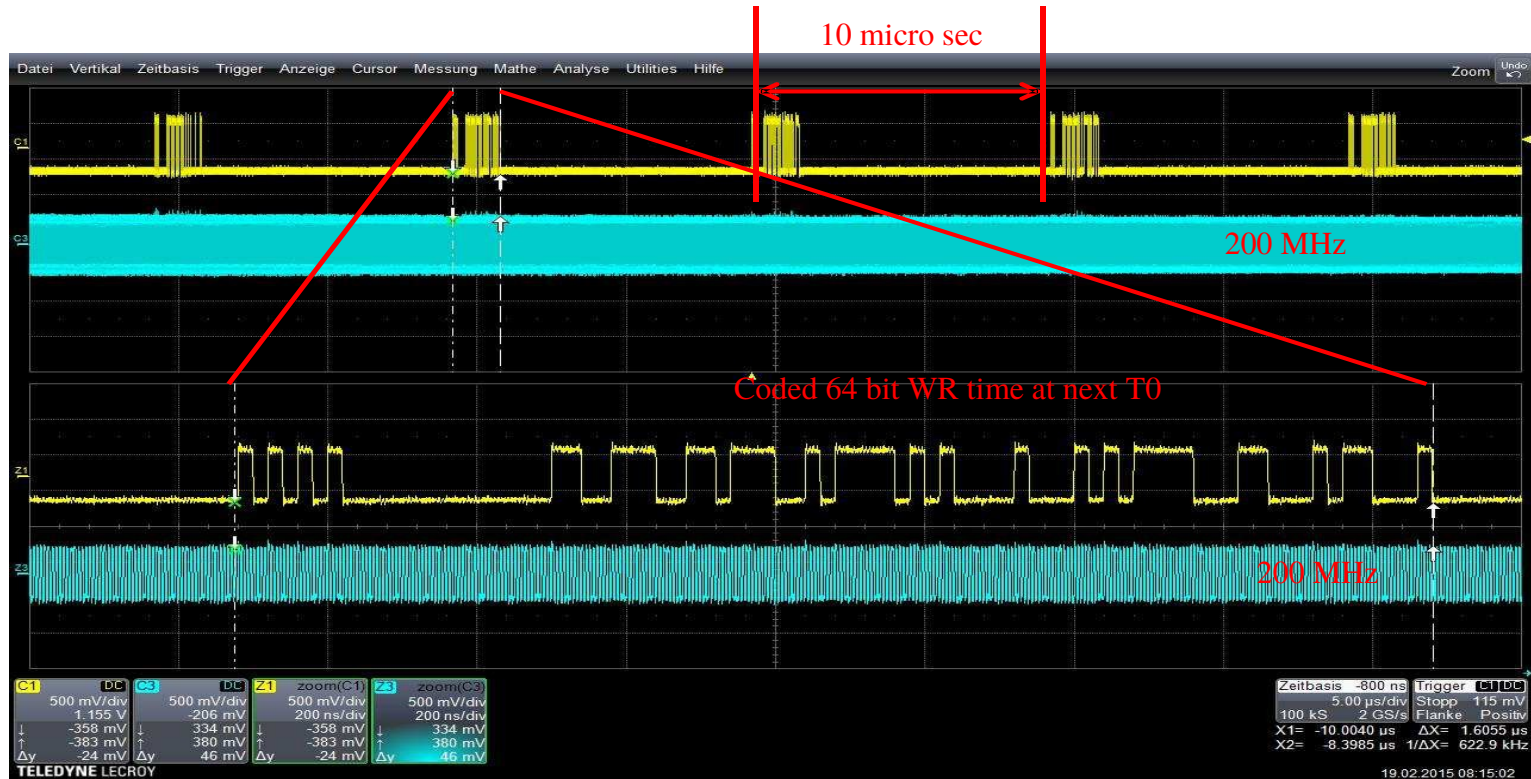 10 micro sec
Datei Vertikal Zeitbasis Trigger Anzeige Cursor Messung Mathe Analyse Utilities Hilfe
Zoom Undo
C1
C3
200 MHz
Coded 64 bit WR time at next T0
Z1
Z3
200 MHz
C1 DC
500 mV/div
1.155 V
↓ -358 mV
↑ -383 mV
Δy -24 mV
C3 DC
500 mV/div
-206 mV
↓ 334 mV
↑ 380 mV
Δy 46 mV
Z1 zoom(C1)
500 mV/div
200 ns/div
↓ -358 mV
↑ -383 mV
Δy -24 mV
Z3 zoom(C3)
500 mV/div
200 ns/div
↓ 334 mV
↑ 380 mV
Δy 46 mV
Zeitbasis -800 ns
5.00 µs/div
100 kS 2 GS/s
Trigger C1 DC
Stopp 115 mV
Flanke Positiv
X1= -10.0040 µs ΔX= 1.6055 µs
X2= -8.3985 µs 1/ΔX= 622.9 kHz
TELEDYNE LECROY
19.02.2015 08:15:02